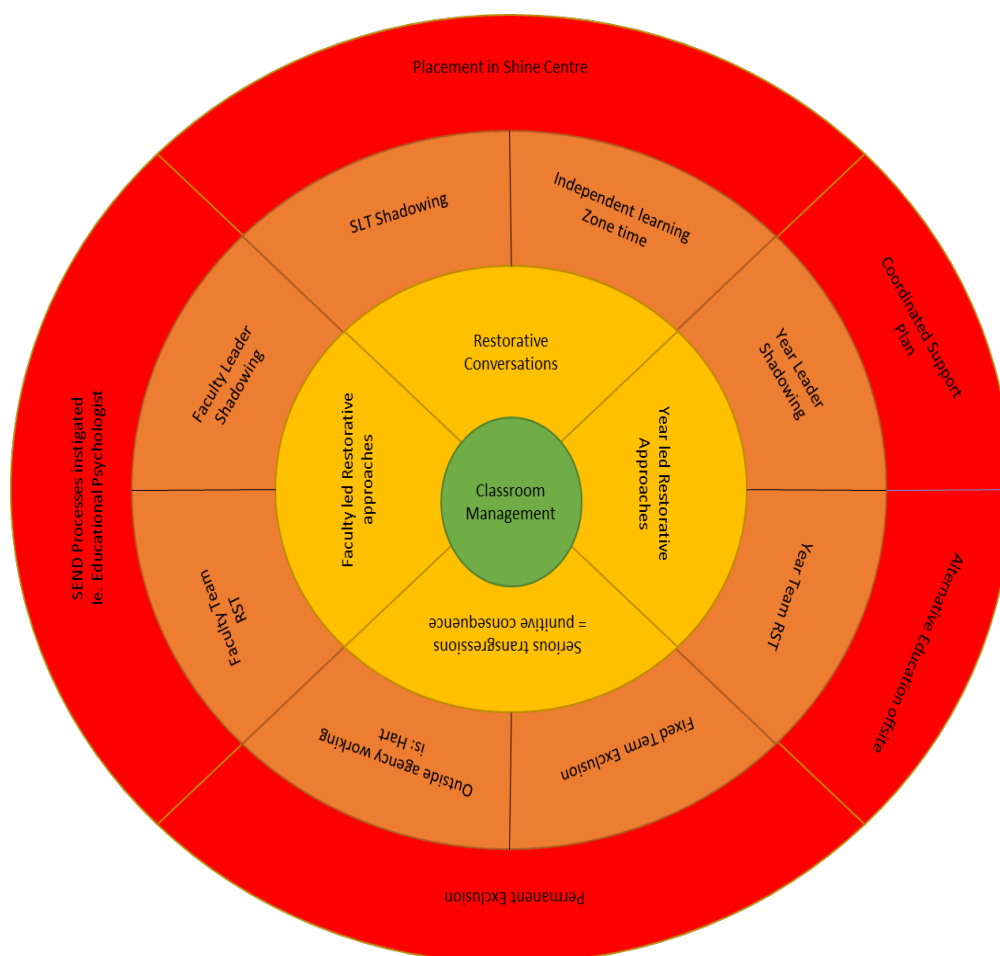 Placement in Shine Centre
SLT Shadowing
Independent learning
Zone time
Coordinated Support
Plan
Faculty Leader
Shadowing
Year Leader
Shadowing
Restorative
Conversations
SEND Processes instigated
Ie. Educational Psychologist
Faculty led Restorative
approaches
Classroom
Management
Year led Restorative
Approaches
Faculty Team
RST
Serious transgressions
= punitive consequence
Year Team RST
Alternative Education offsite
Outside agency working
is: Hart
Fixed Term Exclusion
Permanent Exclusion